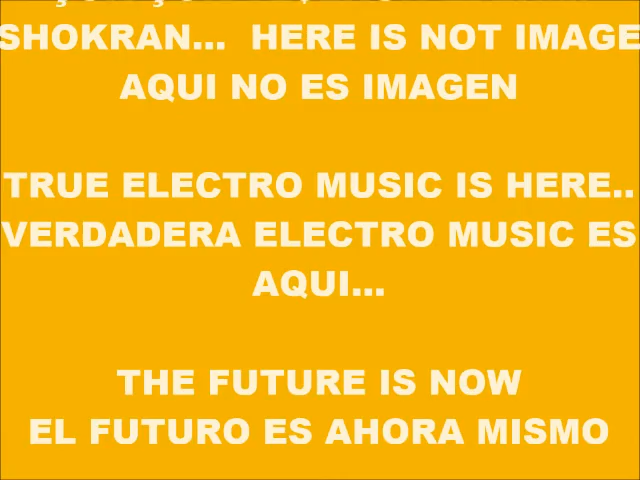 SHOKRAN... HERE IS NOT IMAGE
AQUI NO ES IMAGEN
TRUE ELECTRO MUSIC IS HERE..
VERDADERA ELECTRO MUSIC ES
AQUI...
THE FUTURE IS NOW
EL FUTURO ES AHORA MISMO